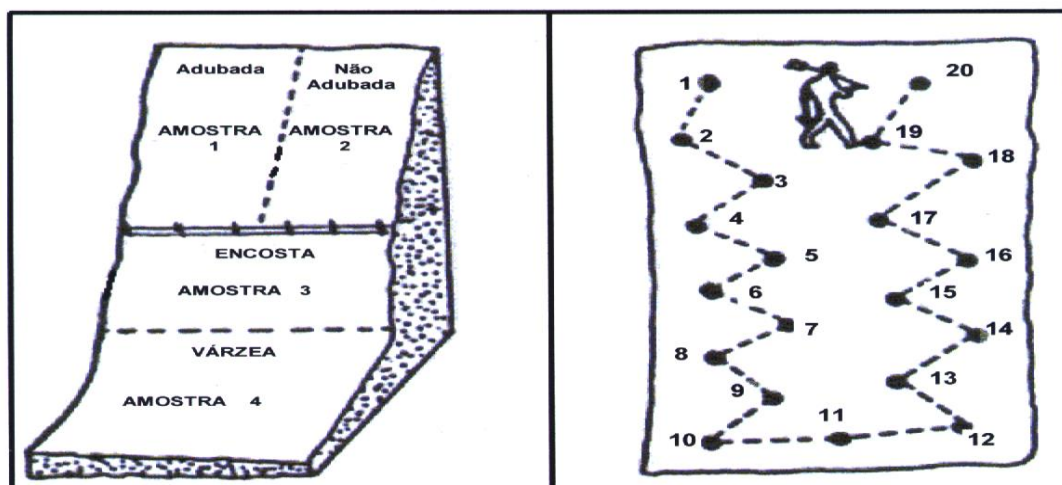 Adubada
Não
Adubada
AMOSTRA
1
AMOSTRA
2
ENCOSTA
AMOSTRA 3
VÁRZEA
AMOSTRA 4
1
2
3
4
5
6
7
8
9
10
11
12
13
14
15
16
17
18
19
20